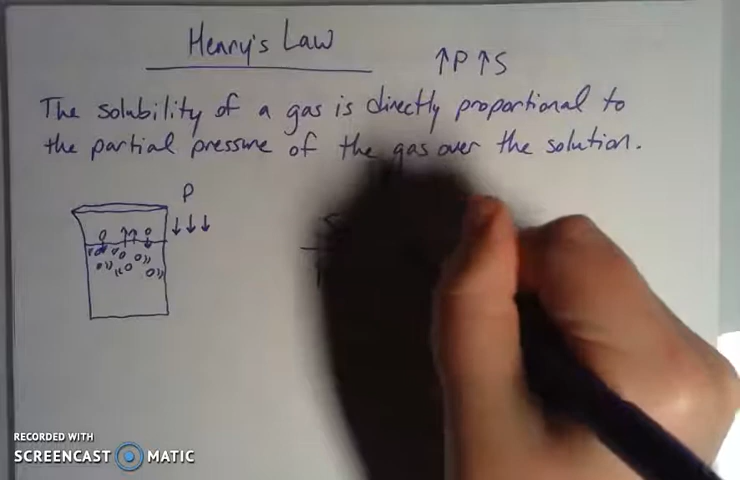 Henry's Law
↑P ↑S
The solubility of a gas is directly proportional to
the partial pressure of the gas over the solution.
P
S
RECORDED WITH
SCREENCAST MATIC